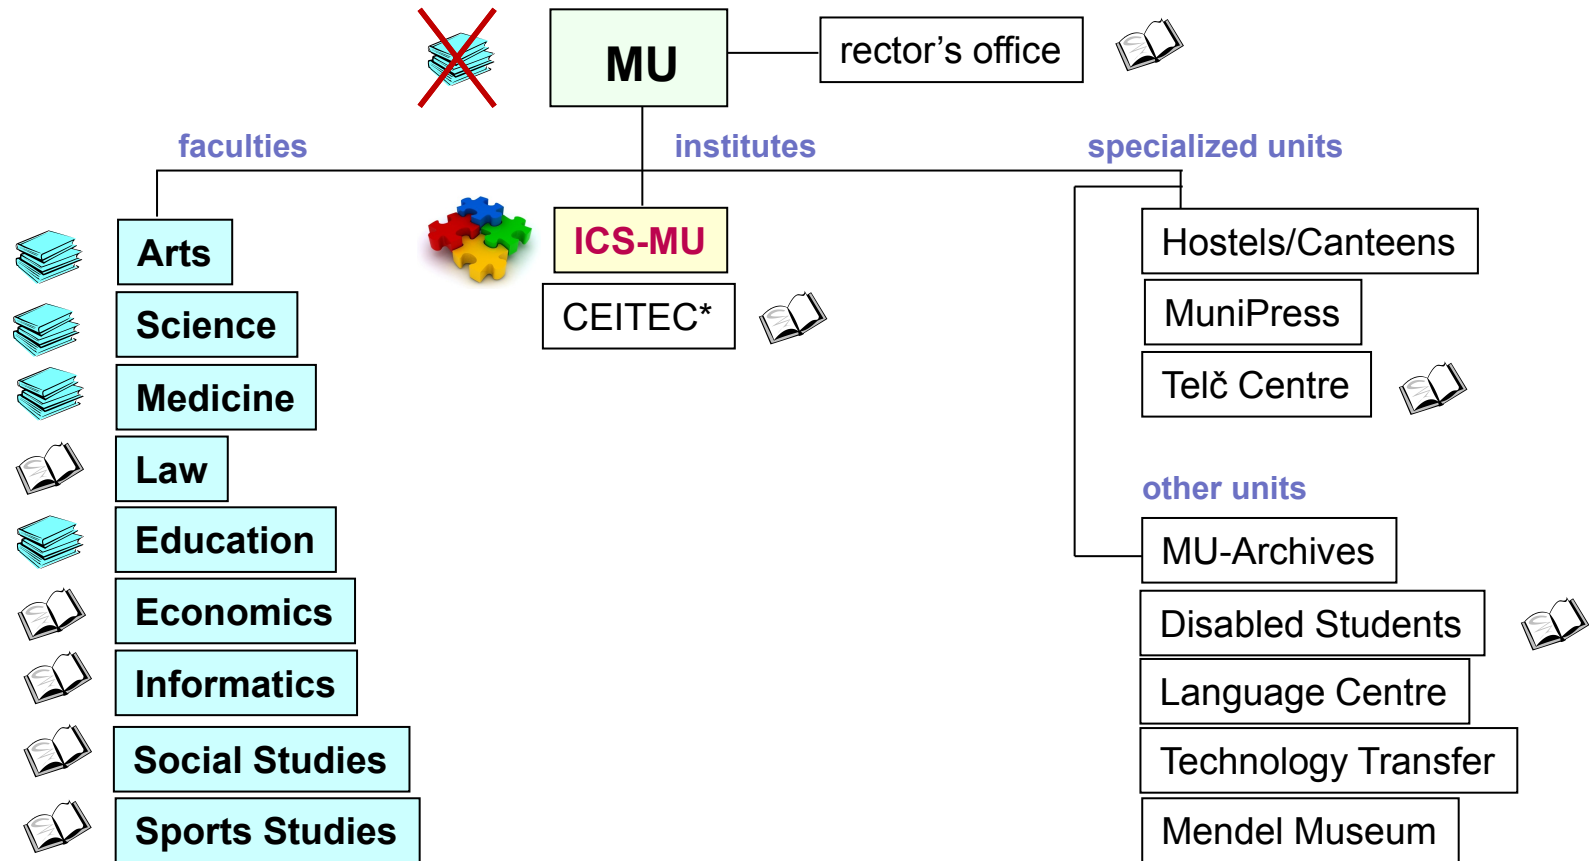 MU
rector's office
faculties
institutes
specialized units
Arts
Science
Medicine
Law
Education
Economics
Informatics
Social Studies
Sports Studies
ICS-MU
CEITEC*
Hostels/Canteens
MuniPress
Telč Centre
other units
MU-Archives
Disabled Students
Language Centre
Technology Transfer
Mendel Museum